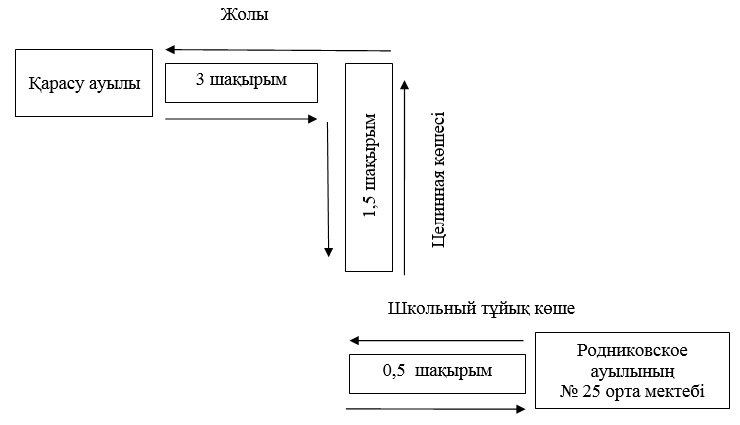 Жолы
Қарасу ауылы
3 шақырым
1,5 шақырым
Целинная көшесі
Школьный тұйық көше
0,5 шақырым
Родниковское
ауылының
№ 25 орта мектебі